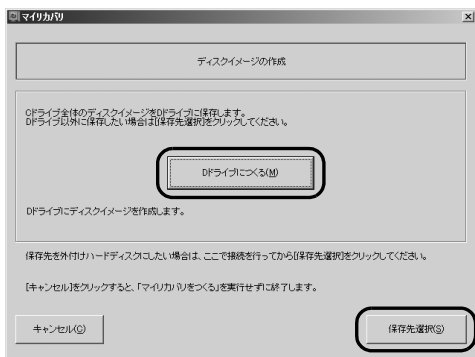 マイリカバリ
ディスクイメージの作成
Cドライブ全体のディスクイメージをDドライブに保存します。
Dドライブ以外に保存したい場合は[保存先選択]をクリックしてください。
Dドライブにつくる(M)
Dドライブにディスクイメージを作成します。
保存先を外付けハードディスクにしたい場合は、ここで接続を行ってから[保存先選択]をクリックしてください。
[キャンセル]をクリックすると、「マイリカバリをつくる」を実行せずに終了します。
キャンセル(C)
保存先選択(S)